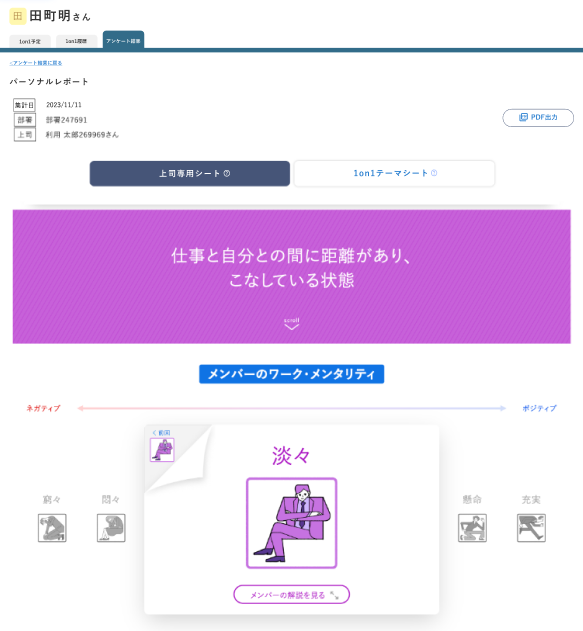 田 田町明さん
1on1予定 1on1履歴 アンケート結果
<アンケート結果に戻る
パーソナルレポート
集計日 2023/11/11
部署 部署247691
上司 利用 太郎269969さん
PDF出力
上司専用シート ?
1on1テーマシート ?
仕事と自分との間に距離があり、
こなしている状態
scroll
メンバーのワーク・メンタリティ
ネガティブ ポジティブ
前回
淡々
窮々 悶々 懸命 充実
メンバーの解説を見る